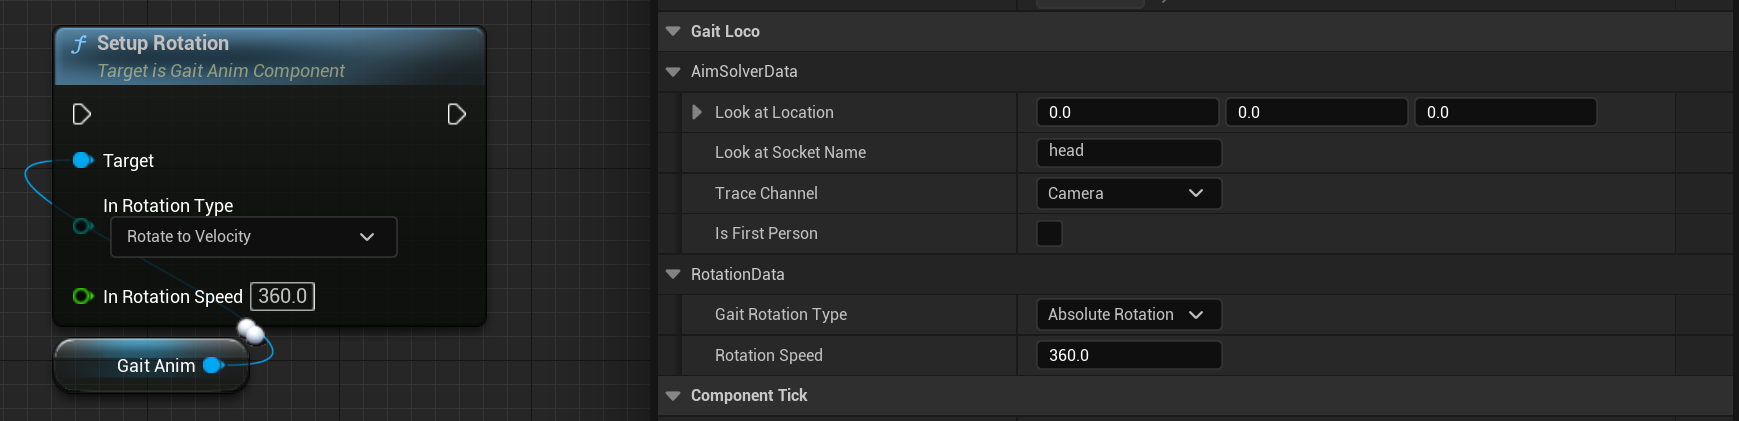 Setup Rotation
Target is Gait Anim Component
Target
In Rotation Type
Rotate to Velocity
In Rotation Speed 360.0
Gait Anim
Gait Loco
AimSolverData
Look at Location 0.0 0.0 0.0
Look at Socket Name head
Trace Channel Camera
Is First Person
RotationData
Gait Rotation Type Absolute Rotation
Rotation Speed 360.0
Component Tick